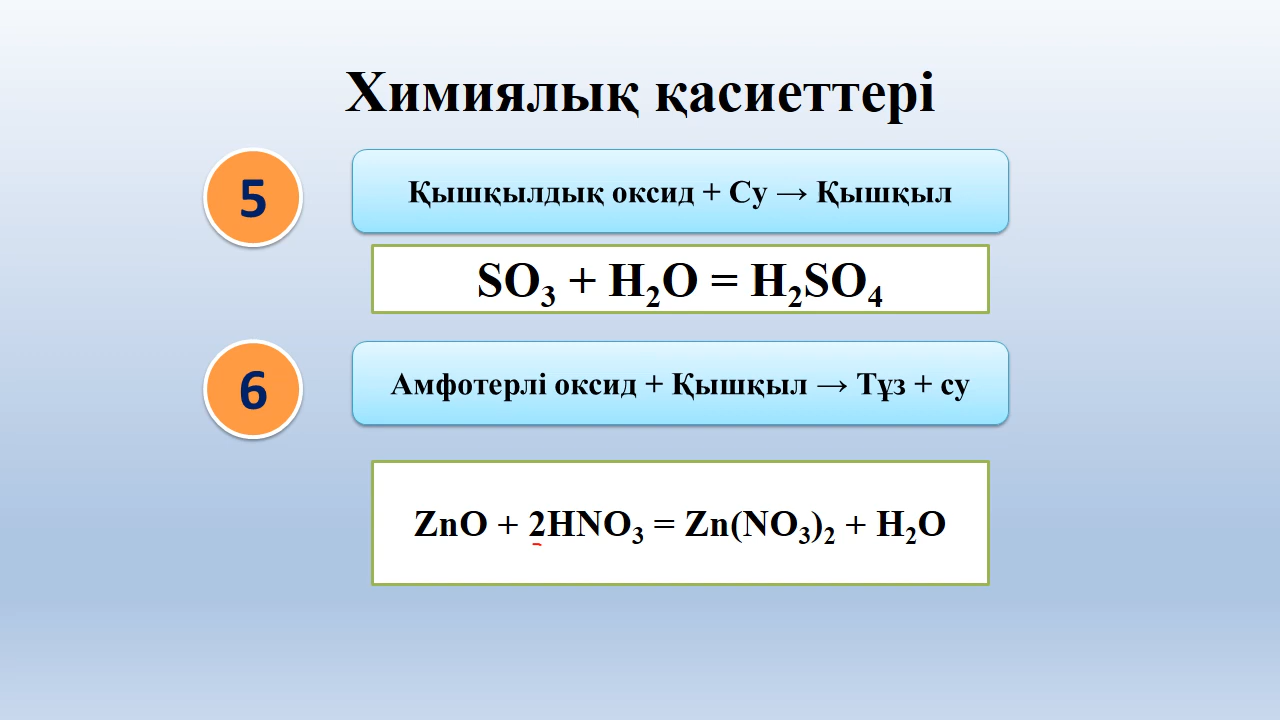 Химиялық қасиеттері
5
Қышқылдық оксид + Су → Қышқыл
SO₃ + H₂O = H₂SO₄
6
Амфотерлі оксид + Қышқыл → Тұз + су
ZnO + 2HNO₃ = Zn(NO₃)₂ + H₂O